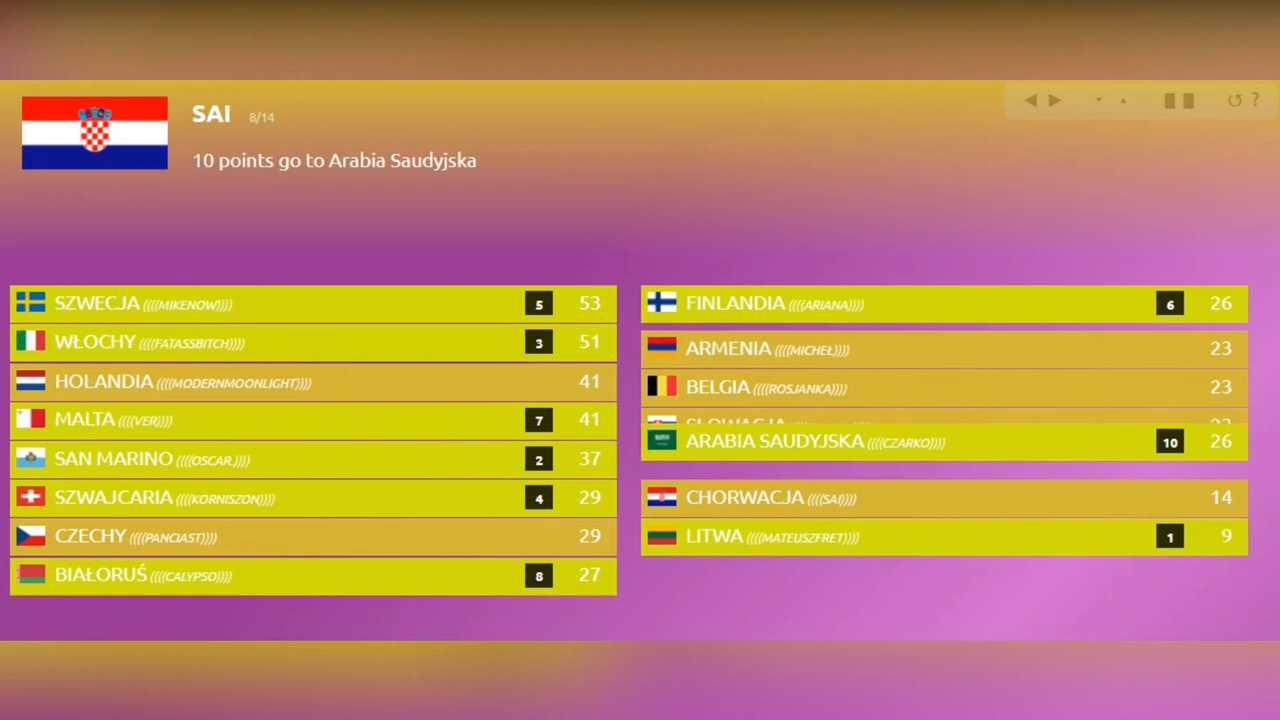 SAI 8/14
10 points go to Arabia Saudyjska
?
SZWECJA ((((MIKENOW)))) 5 53
WŁOCHY ((((FATASSBITCH)))) 3 51
HOLANDIA ((((MODERNMOONLIGHT)))) 41
MALTA ((((VER)))) 7 41
SAN MARINO ((((OSCAR.)))) 2 37
SZWAJCARIA ((((KORNISZON)))) 4 29
CZECHY ((((PANCIAST)))) 29
BIAŁORUŚ ((((CALYPSO)))) 8 27
FINLANDIA ((((ARIANA)))) 6 26
ARMENIA ((((MICHEŁ)))) 23
BELGIA ((((ROSJANKA)))) 23
SŁOWACJA
ARABIA SAUDYJSKA ((((CZARKO)))) 10 26
CHORWACJA ((((SAI)))) 14
LITWA ((((MATEUSZFRET)))) 1 9